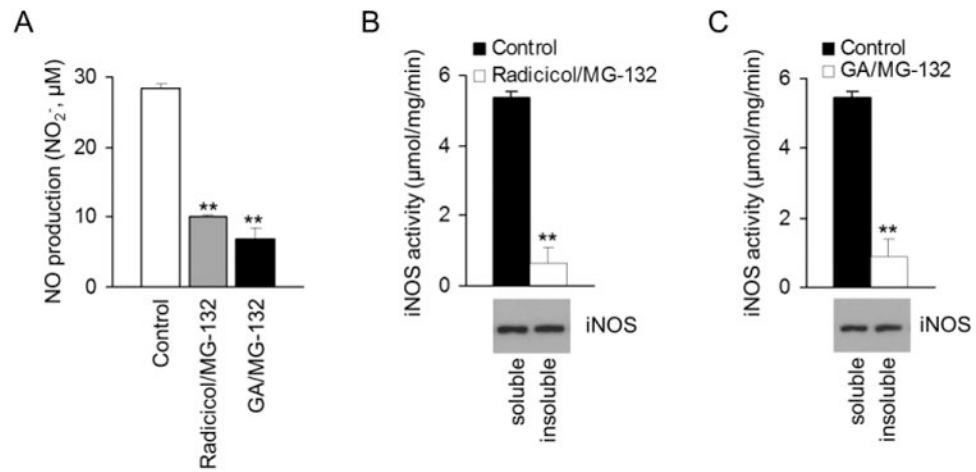 A
NO production (NO₂⁻, µM)
30
20
10
0
**
**
Control
Radicicol/MG-132
GA/MG-132
B
Control
Radicicol/MG-132
iNOS activity (µmol/mg/min)
6
4
2
0
**
iNOS
soluble
insoluble
C
Control
GA/MG-132
iNOS activity (µmol/mg/min)
6
4
2
0
**
iNOS
soluble
insoluble